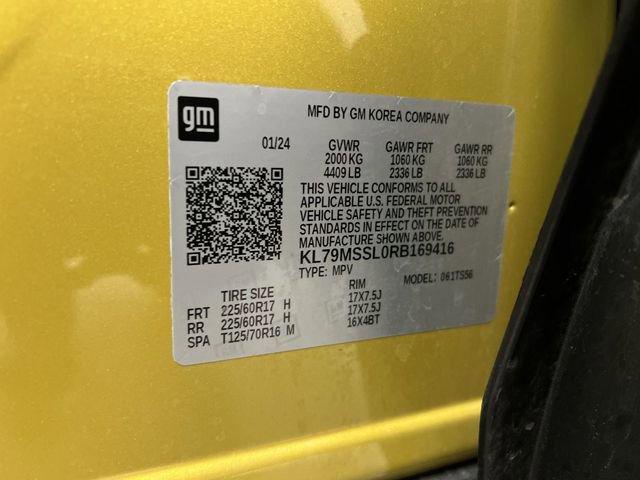 gm
MFD BY GM KOREA COMPANY
01/24 GVWR GAWR FRT GAWR RR
2000 KG 1060 KG 1060 KG
4409 LB 2336 LB 2336 LB
THIS VEHICLE CONFORMS TO ALL
APPLICABLE U.S. FEDERAL MOTOR
VEHICLE SAFETY AND THEFT PREVENTION
STANDARDS IN EFFECT ON THE DATE OF
MANUFACTURE SHOWN ABOVE.
KL79MSSL0RB169416
TYPE: MPV MODEL: 061TS56
TIRE SIZE RIM
FRT 225/60R17 H 17X7.5J
RR 225/60R17 H 17X7.5J
SPA T125/70R16 M 16X4BT